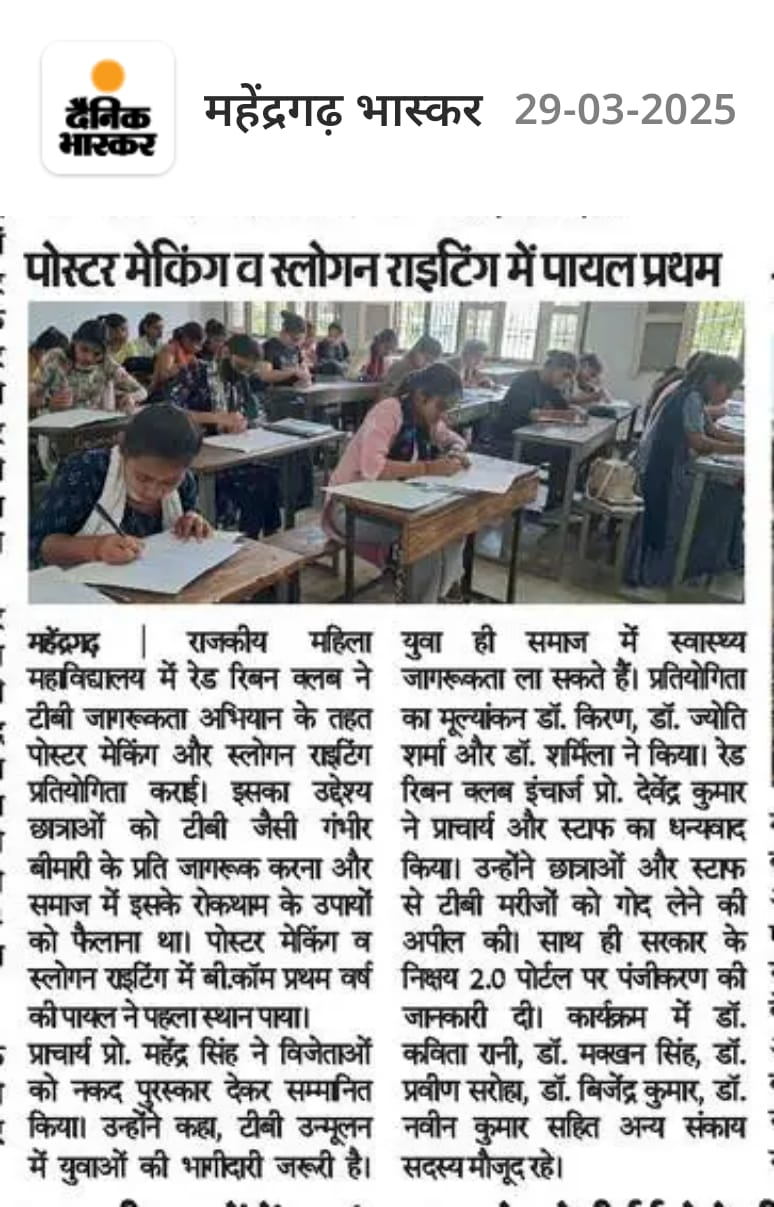 दैनिक
भास्कर
महेंद्रगढ़ भास्कर 29-03-2025
पोस्टर मेकिंग व स्लोगन राइटिंग में पायल प्रथम
महेंद्रगढ़ | राजकीय महिला
महाविद्यालय में रेड रिबन क्लब ने
टीबी जागरूकता अभियान के तहत
पोस्टर मेकिंग और स्लोगन राइटिंग
प्रतियोगिता कराई। इसका उद्देश्य
छात्राओं को टीबी जैसी गंभीर
बीमारी के प्रति जागरूक करना और
समाज में इसके रोकथाम के उपायों
को फैलाना था। पोस्टर मेकिंग व
स्लोगन राइटिंग में बी.कॉम प्रथम वर्ष
की पायल ने पहला स्थान पाया।
प्राचार्य प्रो. महेंद्र सिंह ने विजेताओं
को नकद पुरस्कार देकर सम्मानित
किया। उन्होंने कहा, टीबी उन्मूलन
में युवाओं की भागीदारी जरूरी है।
युवा ही समाज में स्वास्थ्य
जागरूकता ला सकते हैं। प्रतियोगिता
का मूल्यांकन डॉ. किरण, डॉ. ज्योति
शर्मा और डॉ. शर्मिला ने किया। रेड
रिबन क्लब इंचार्ज प्रो. देवेंद्र कुमार
ने प्राचार्य और स्टाफ का धन्यवाद
किया। उन्होंने छात्राओं और स्टाफ
से टीबी मरीजों को गोद लेने की
अपील की। साथ ही सरकार के
निक्षय 2.0 पोर्टल पर पंजीकरण की
जानकारी दी। कार्यक्रम में डॉ.
कविता रानी, डॉ. मक्खन सिंह, डॉ.
प्रवीण सरोहा, डॉ. बिजेंद्र कुमार, डॉ.
नवीन कुमार सहित अन्य संकाय
सदस्य मौजूद रहे।